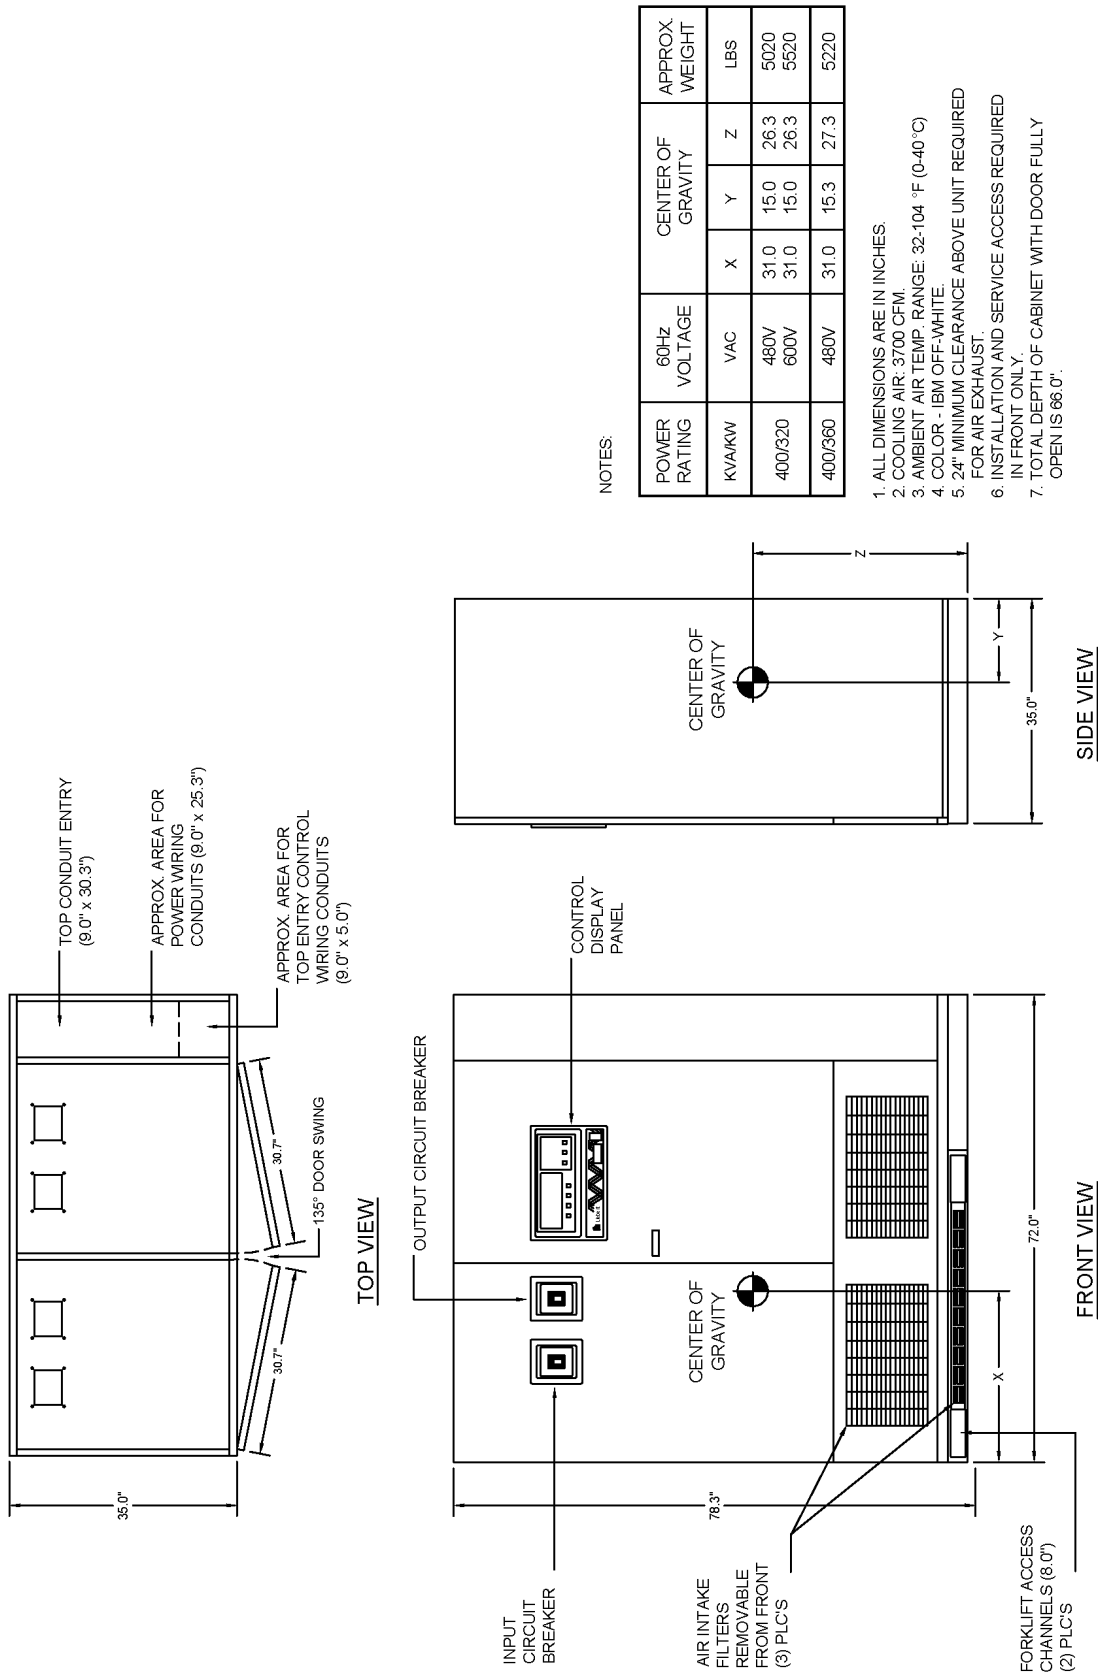 35.0"
TOP CONDUIT ENTRY
(9.0" x 30.3")
APPROX. AREA FOR
POWER WIRING
CONDUITS (9.0" x 25.3")
APPROX. AREA FOR
TOP ENTRY CONTROL
WIRING CONDUITS
(9.0" x 5.0")
30.7"
30.7"
135° DOOR SWING
TOP VIEW
INPUT
CIRCUIT
BREAKER
OUTPUT CIRCUIT BREAKER
CONTROL
DISPLAY
PANEL
Liebert
CENTER OF
GRAVITY
78.3"
AIR INTAKE
FILTERS
REMOVABLE
FROM FRONT
(3) PLC'S
X
72.0"
FORKLIFT ACCESS
CHANNELS (8.0")
(2) PLC'S
FRONT VIEW
CENTER OF
GRAVITY
Z
Y
35.0"
SIDE VIEW
NOTES:
POWER RATING 60Hz VOLTAGE CENTER OF GRAVITY APPROX. WEIGHT
KVA/KW VAC X Y Z LBS
400/320 480V 31.0 15.0 26.3 5020
600V 31.0 15.0 26.3 5520
400/360 480V 31.0 15.3 27.3 5220
1. ALL DIMENSIONS ARE IN INCHES.
2. COOLING AIR: 3700 CFM.
3. AMBIENT AIR TEMP. RANGE: 32-104 °F (0-40°C)
4. COLOR - IBM OFF-WHITE.
5. 24" MINIMUM CLEARANCE ABOVE UNIT REQUIRED
FOR AIR EXHAUST.
6. INSTALLATION AND SERVICE ACCESS REQUIRED
IN FRONT ONLY.
7. TOTAL DEPTH OF CABINET WITH DOOR FULLY
OPEN IS 66.0".